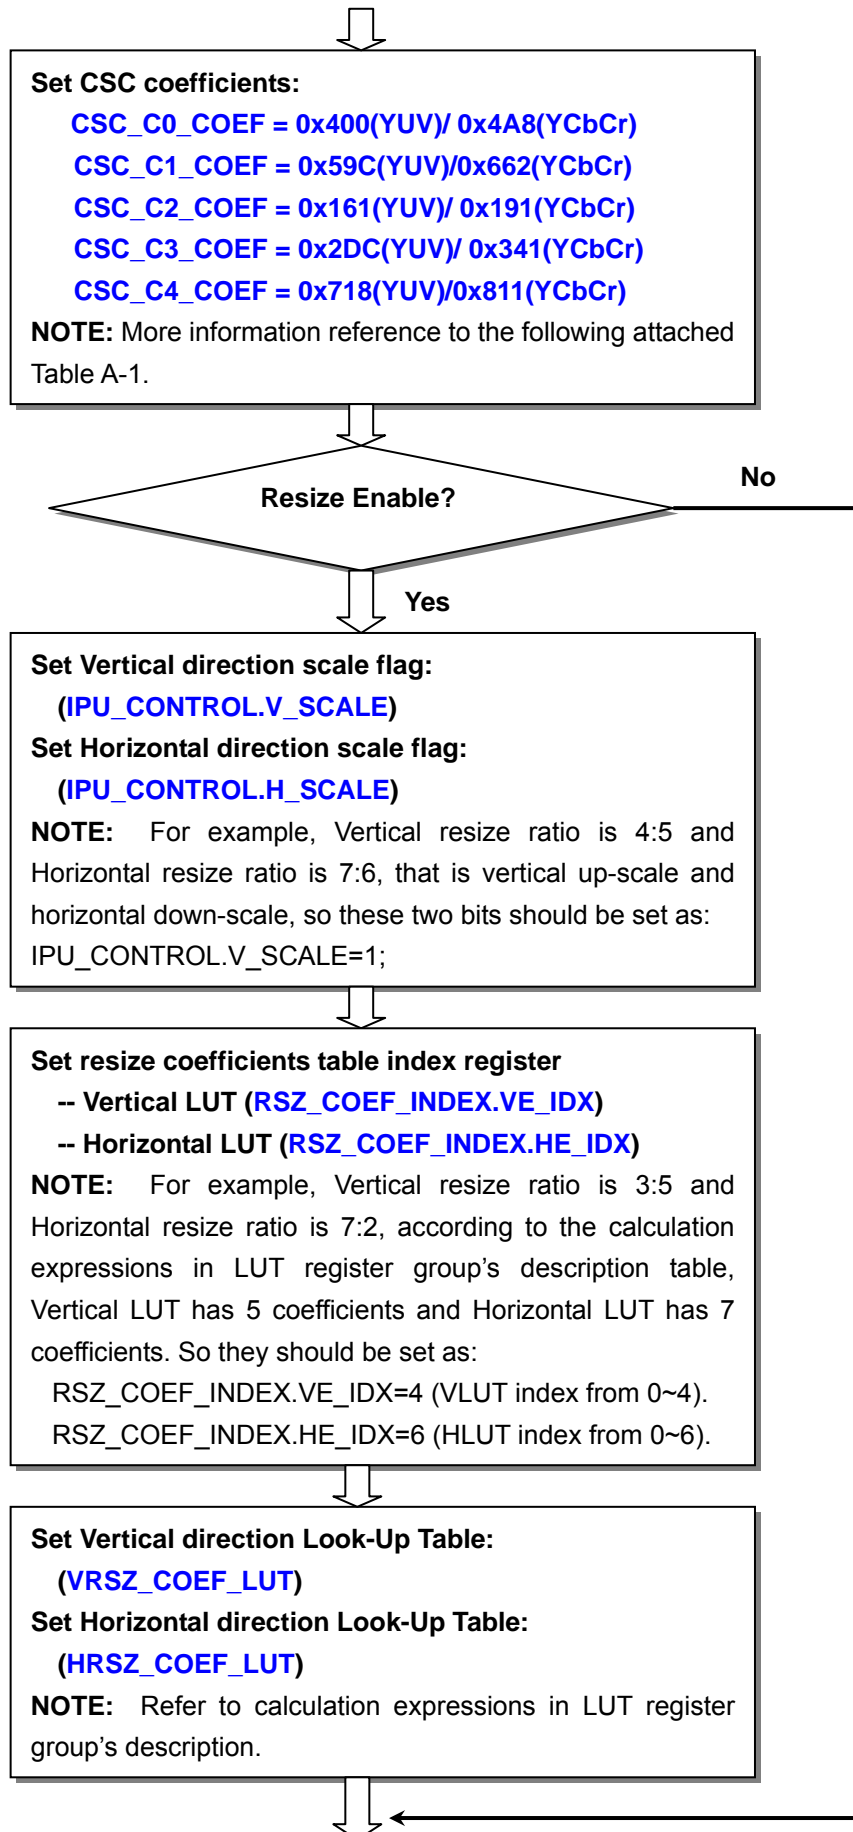 Set CSC coefficients:
CSC_C0_COEF = 0x400(YUV)/ 0x4A8(YCbCr)
CSC_C1_COEF = 0x59C(YUV)/0x662(YCbCr)
CSC_C2_COEF = 0x161(YUV)/ 0x191(YCbCr)
CSC_C3_COEF = 0x2DC(YUV)/ 0x341(YCbCr)
CSC_C4_COEF = 0x718(YUV)/0x811(YCbCr)
NOTE: More information reference to the following attached
Table A-1.
Resize Enable?
No
Yes
Set Vertical direction scale flag:
(IPU_CONTROL.V_SCALE)
Set Horizontal direction scale flag:
(IPU_CONTROL.H_SCALE)
NOTE: For example, Vertical resize ratio is 4:5 and
Horizontal resize ratio is 7:6, that is vertical up-scale and
horizontal down-scale, so these two bits should be set as:
IPU_CONTROL.V_SCALE=1;
Set resize coefficients table index register
-- Vertical LUT (RSZ_COEF_INDEX.VE_IDX)
-- Horizontal LUT (RSZ_COEF_INDEX.HE_IDX)
NOTE: For example, Vertical resize ratio is 3:5 and
Horizontal resize ratio is 7:2, according to the calculation
expressions in LUT register group's description table,
Vertical LUT has 5 coefficients and Horizontal LUT has 7
coefficients. So they should be set as:
RSZ_COEF_INDEX.VE_IDX=4 (VLUT index from 0~4).
RSZ_COEF_INDEX.HE_IDX=6 (HLUT index from 0~6).
Set Vertical direction Look-Up Table:
(VRSZ_COEF_LUT)
Set Horizontal direction Look-Up Table:
(HRSZ_COEF_LUT)
NOTE: Refer to calculation expressions in LUT register
group's description.